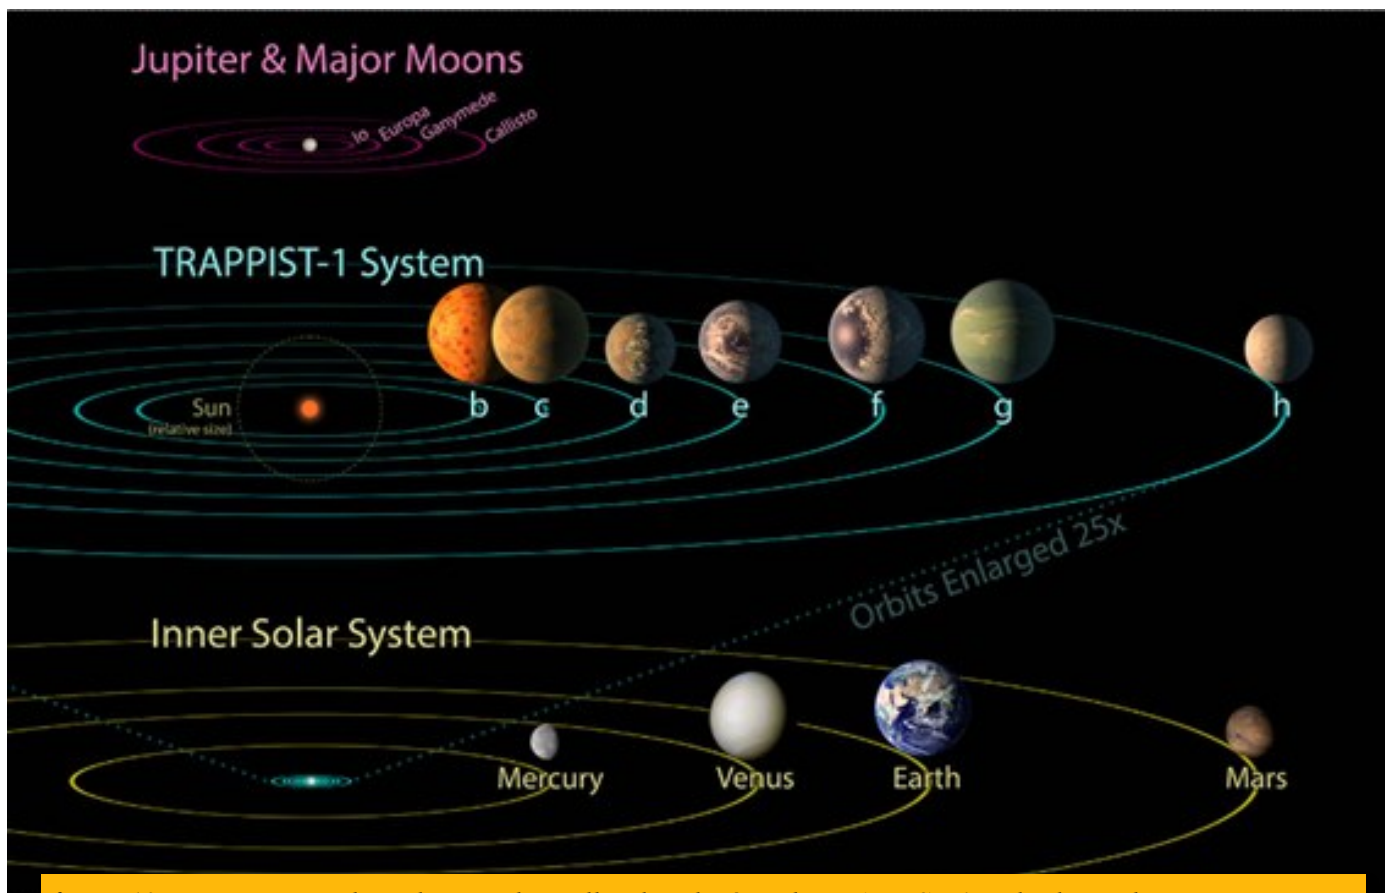 Jupiter & Major Moons
Io Europa Ganymede Callisto
TRAPPIST-1 System
Sun
(relative size)
b c d e f g h
Orbits Enlarged 25x
Inner Solar System
Mercury Venus Earth Mars